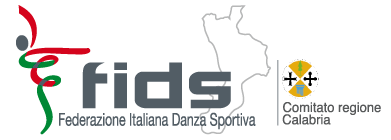 fids
Federazione Italiana Danza Sportiva
Comitato regione
Calabria